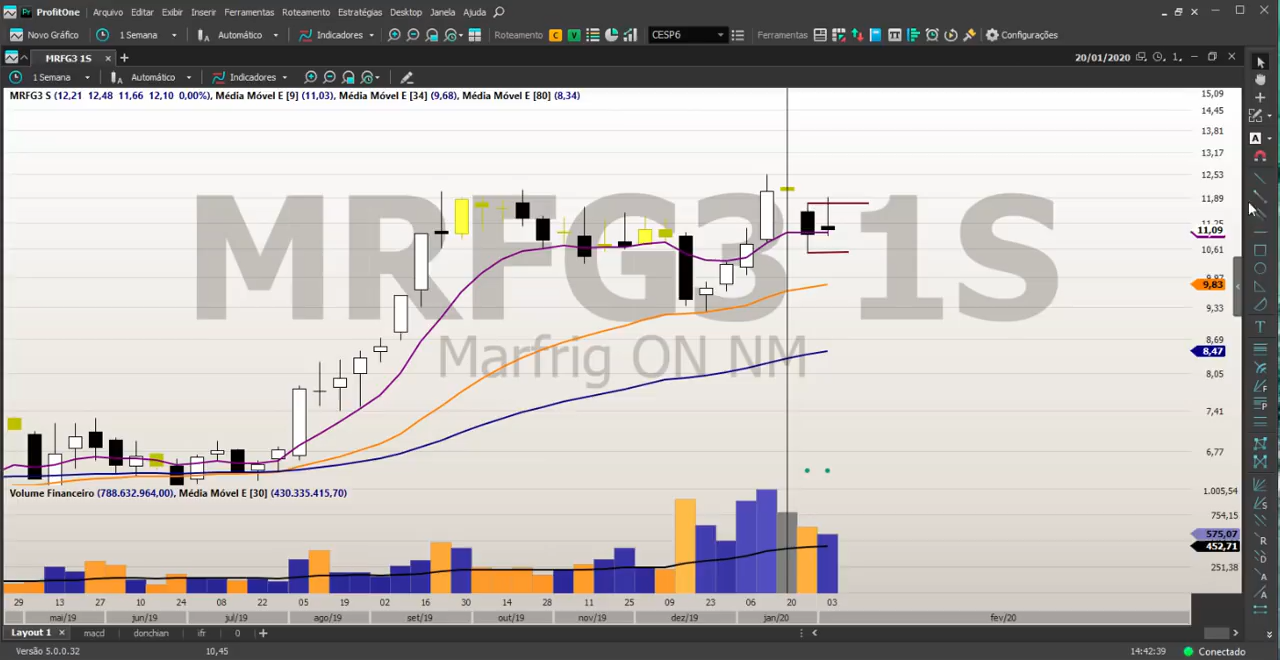 ProfitOne Arquivo Editar Exibir Inserir Ferramentas Roteamento Estratégias Desktop Janela Ajuda
Novo Gráfico 1 Semana Automático Indicadores Roteamento C V CESP6 Ferramentas Configurações
MRFG3 1S 20/01/2020
1 Semana Automático Indicadores
MRFG3 S (12,21 12,48 11,66 12,10 0,00%), Média Móvel E [9] (11,03), Média Móvel E [34] (9,68), Média Móvel E [80] (8,34)
15,09
14,45
13,81
13,17
12,53
11,89
11,25
11,09
10,61
9,97
9,83
9,33
8,69
8,47
8,05
7,41
6,77
MRFG3 1S
Marfrig ON NM
Volume Financeiro (788.632.964,00), Média Móvel E [30] (430.335.415,70)
1.005,54
754,15
575,07
452,71
251,38
29 13 27 10 24 08 22 05 19 02 16 30 14 28 11 25 09 23 06 20 03
mai/19 jun/19 jul/19 ago/19 set/19 out/19 nov/19 dez/19 jan/20 fev/20
Layout 1 macd donchian ifr 0
Versão 5.0.0.32 10,45 14:42:39 Conectado